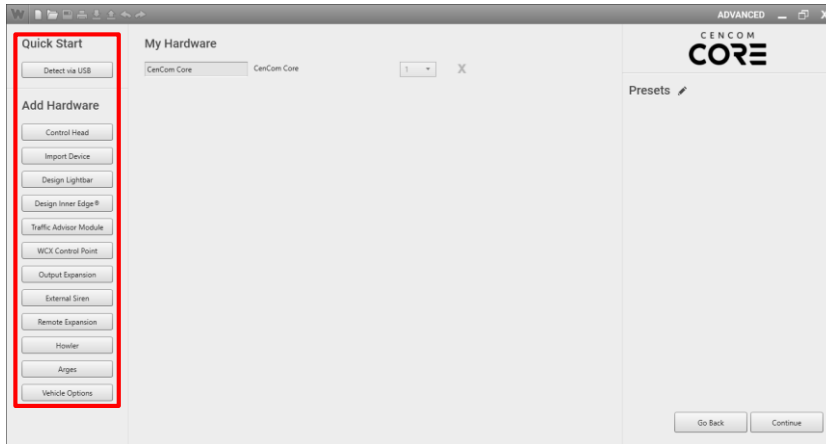 W
ADVANCED
Quick Start
Detect via USB
Add Hardware
Control Head
Import Device
Design Lightbar
Design Inner Edge®
Traffic Advisor Module
WCX Control Point
Output Expansion
External Siren
Remote Expansion
Howler
Arges
Vehicle Options
My Hardware
CenCom Core CenCom Core 1 X
CENCOM
CORE
Presets
Go Back Continue